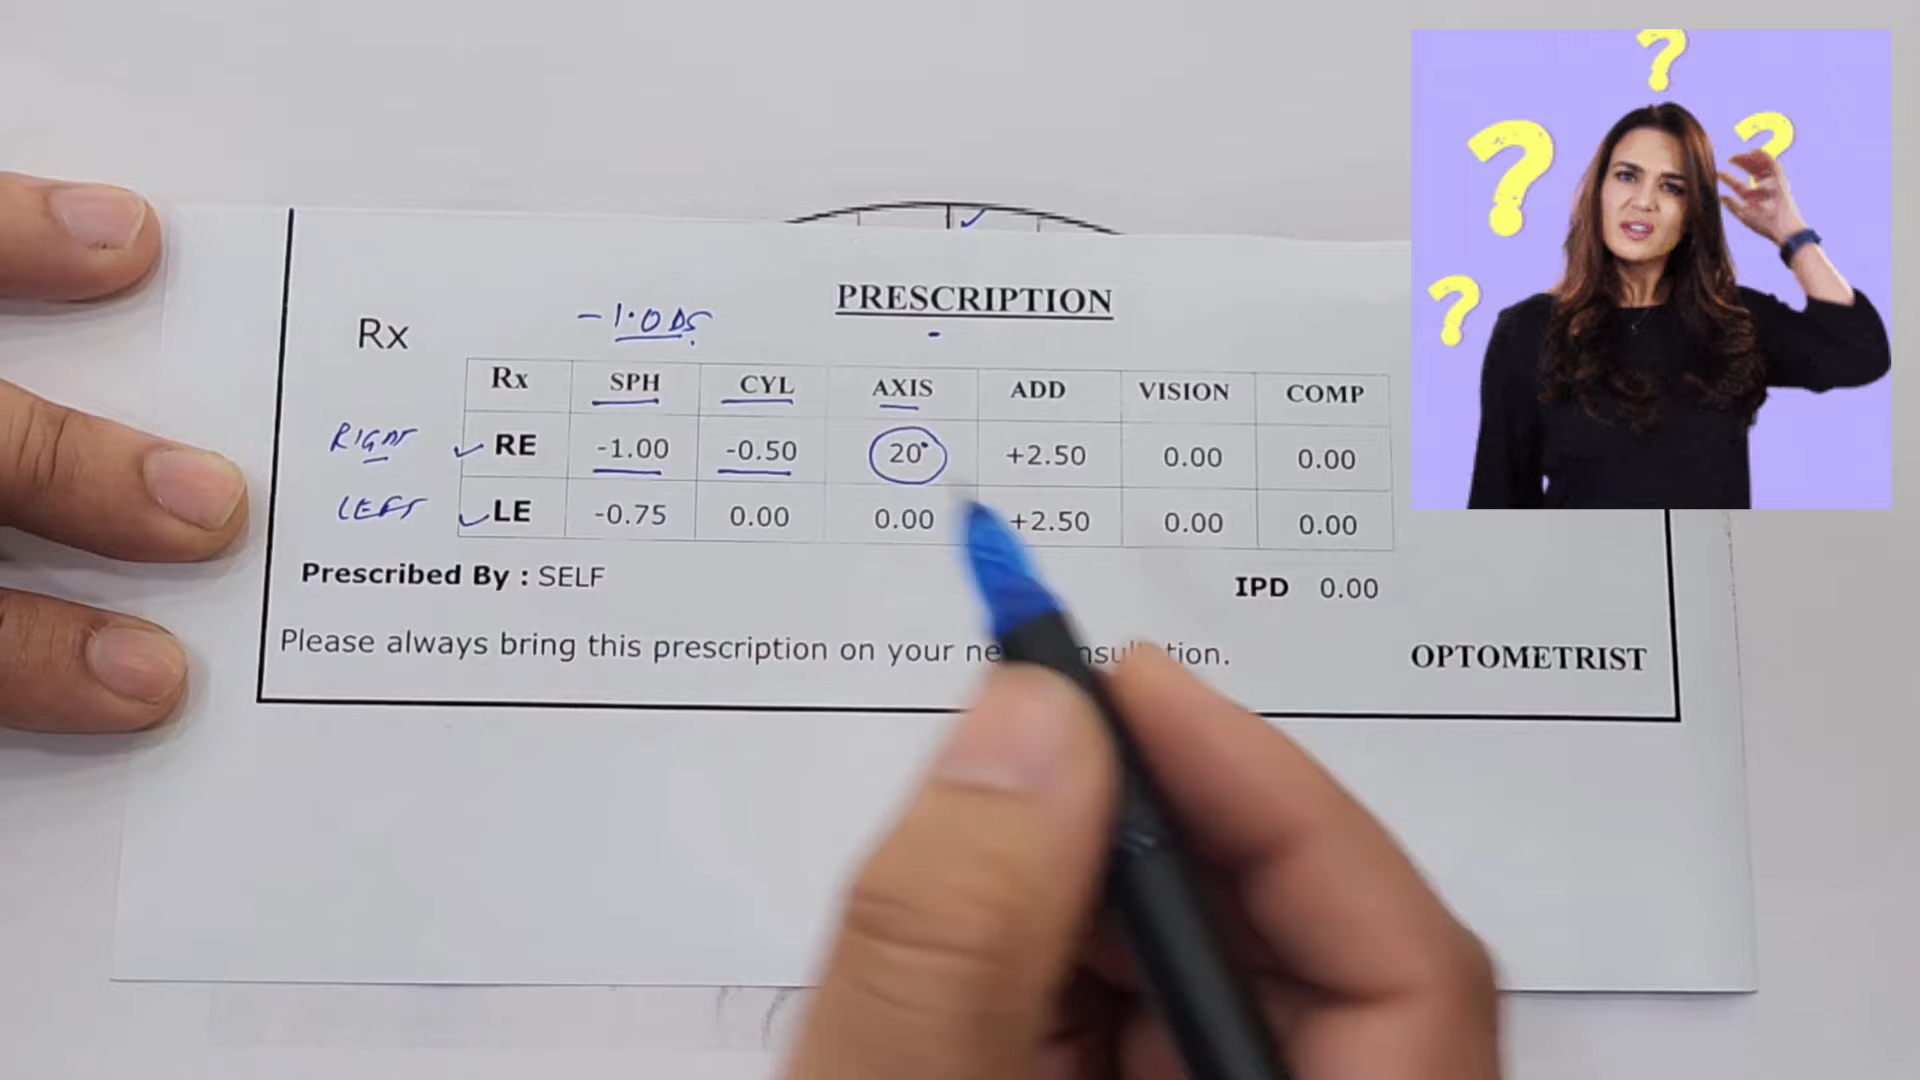 PRESCRIPTION
Rx
-1.0 DS
Rx SPH CYL AXIS ADD VISION COMP
RIGHT RE -1.00 -0.50 20° +2.50 0.00 0.00
LEFT LE -0.75 0.00 0.00 +2.50 0.00 0.00
Prescribed By : SELF
IPD 0.00
Please always bring this prescription on your
OPTOMETRIST
? ? ? ?